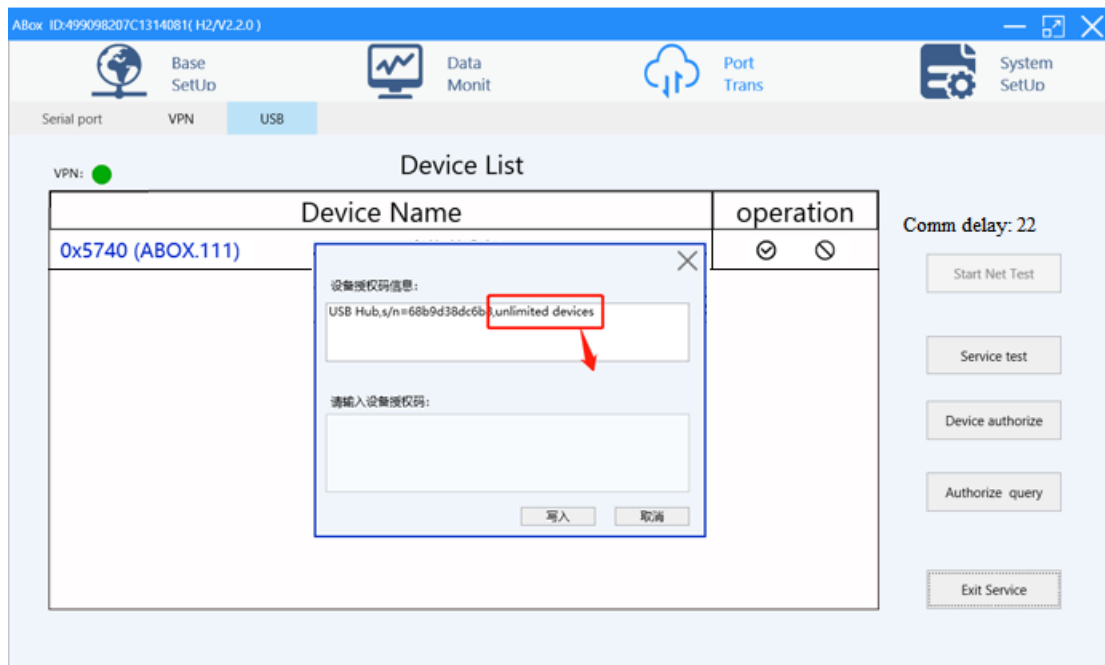 ABox ID:499098207C1314081( H2/V2.2.0 )
Base
SetUp
Data
Monit
Port
Trans
System
SetUp
Serial port VPN USB
VPN:
Device List
Device Name operation
0x5740 (ABOX.111)
Comm delay: 22
设备授权码信息:
USB Hub,s/n=68b9d38dc6b3,unlimited devices
请输入设备授权码:
写入 取消
Start Net Test
Service test
Device authorize
Authorize query
Exit Service